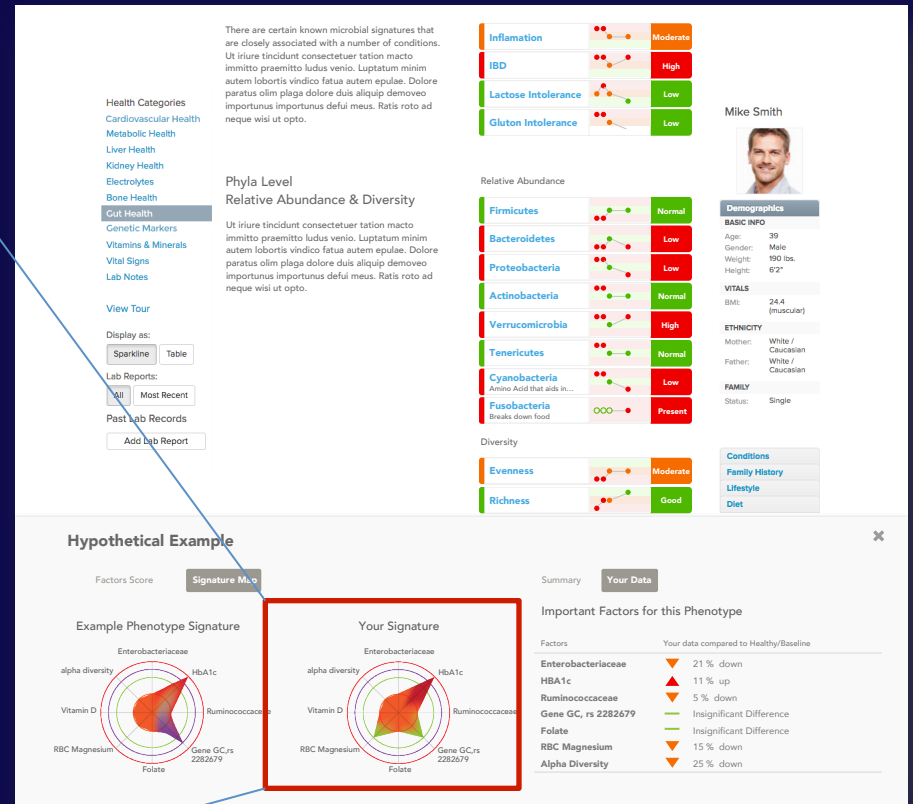 There are certain known microbial signatures that
are closely associated with a number of conditions.
Ut iriure tincidunt consectetuer tation macto
immitto praemitto ludus venio. Luptatum minim
autem lobortis vindico fatua autem epulae. Dolore
paratus olim plaga dolore duis aliquip demoveo
importunus importunus defui meus. Ratis roto ad
neque wisi ut opto.
Inflamation Moderate
IBD High
Lactose Intolerance Low
Gluton Intolerance Low
Health Categories
Cardiovascular Health
Metabolic Health
Liver Health
Kidney Health
Electrolytes
Bone Health
Gut Health
Genetic Markers
Vitamins & Minerals
Vital Signs
Lab Notes
View Tour
Display as:
Sparkline Table
Lab Reports:
All Most Recent
Past Lab Records
Add Lab Report
Phyla Level
Relative Abundance & Diversity
Ut iriure tincidunt consectetuer tation macto
immitto praemitto ludus venio. Luptatum minim
autem lobortis vindico fatua autem epulae. Dolore
paratus olim plaga dolore duis aliquip demoveo
importunus importunus defui meus. Ratis roto ad
neque wisi ut opto.
Relative Abundance
Firmicutes Normal
Bacteroidetes Low
Proteobacteria Low
Actinobacteria Normal
Verrucomicrobia High
Tenericutes Normal
Cyanobacteria Low
Amino Acid that aids in...
Fusobacteria Present
Breaks down food
Diversity
Evenness Moderate
Richness Good
Mike Smith
Demographics
BASIC INFO
Age: 39
Gender: Male
Weight: 190 lbs.
Height: 6'2"
VITALS
BMI: 24.4
(muscular)
ETHNICITY
Mother: White /
Caucasian
Father: White /
Caucasian
FAMILY
Status: Single
Conditions
Family History
Lifestyle
Diet
Hypothetical Example
Factors Score Signature Map
Example Phenotype Signature
Enterobacteriaceae
alpha diversity HbA1c
Vitamin D Ruminococcaceae
RBC Magnesium Gene GC,rs
2282679
Folate
Your Signature
Enterobacteriaceae
alpha diversity HbA1c
Vitamin D Ruminococcaceae
RBC Magnesium Gene GC,rs
2282679
Folate
Summary Your Data
Important Factors for this Phenotype
Factors Your data compared to Healthy/Baseline
Enterobacteriaceae 21 % down
HBA1c 11 % up
Ruminoccaccaceae 5 % down
Gene GC, rs 2282679 Insignificant Difference
Folate Insignificant Difference
RBC Magnesium 15 % down
Alpha Diversity 25 % down